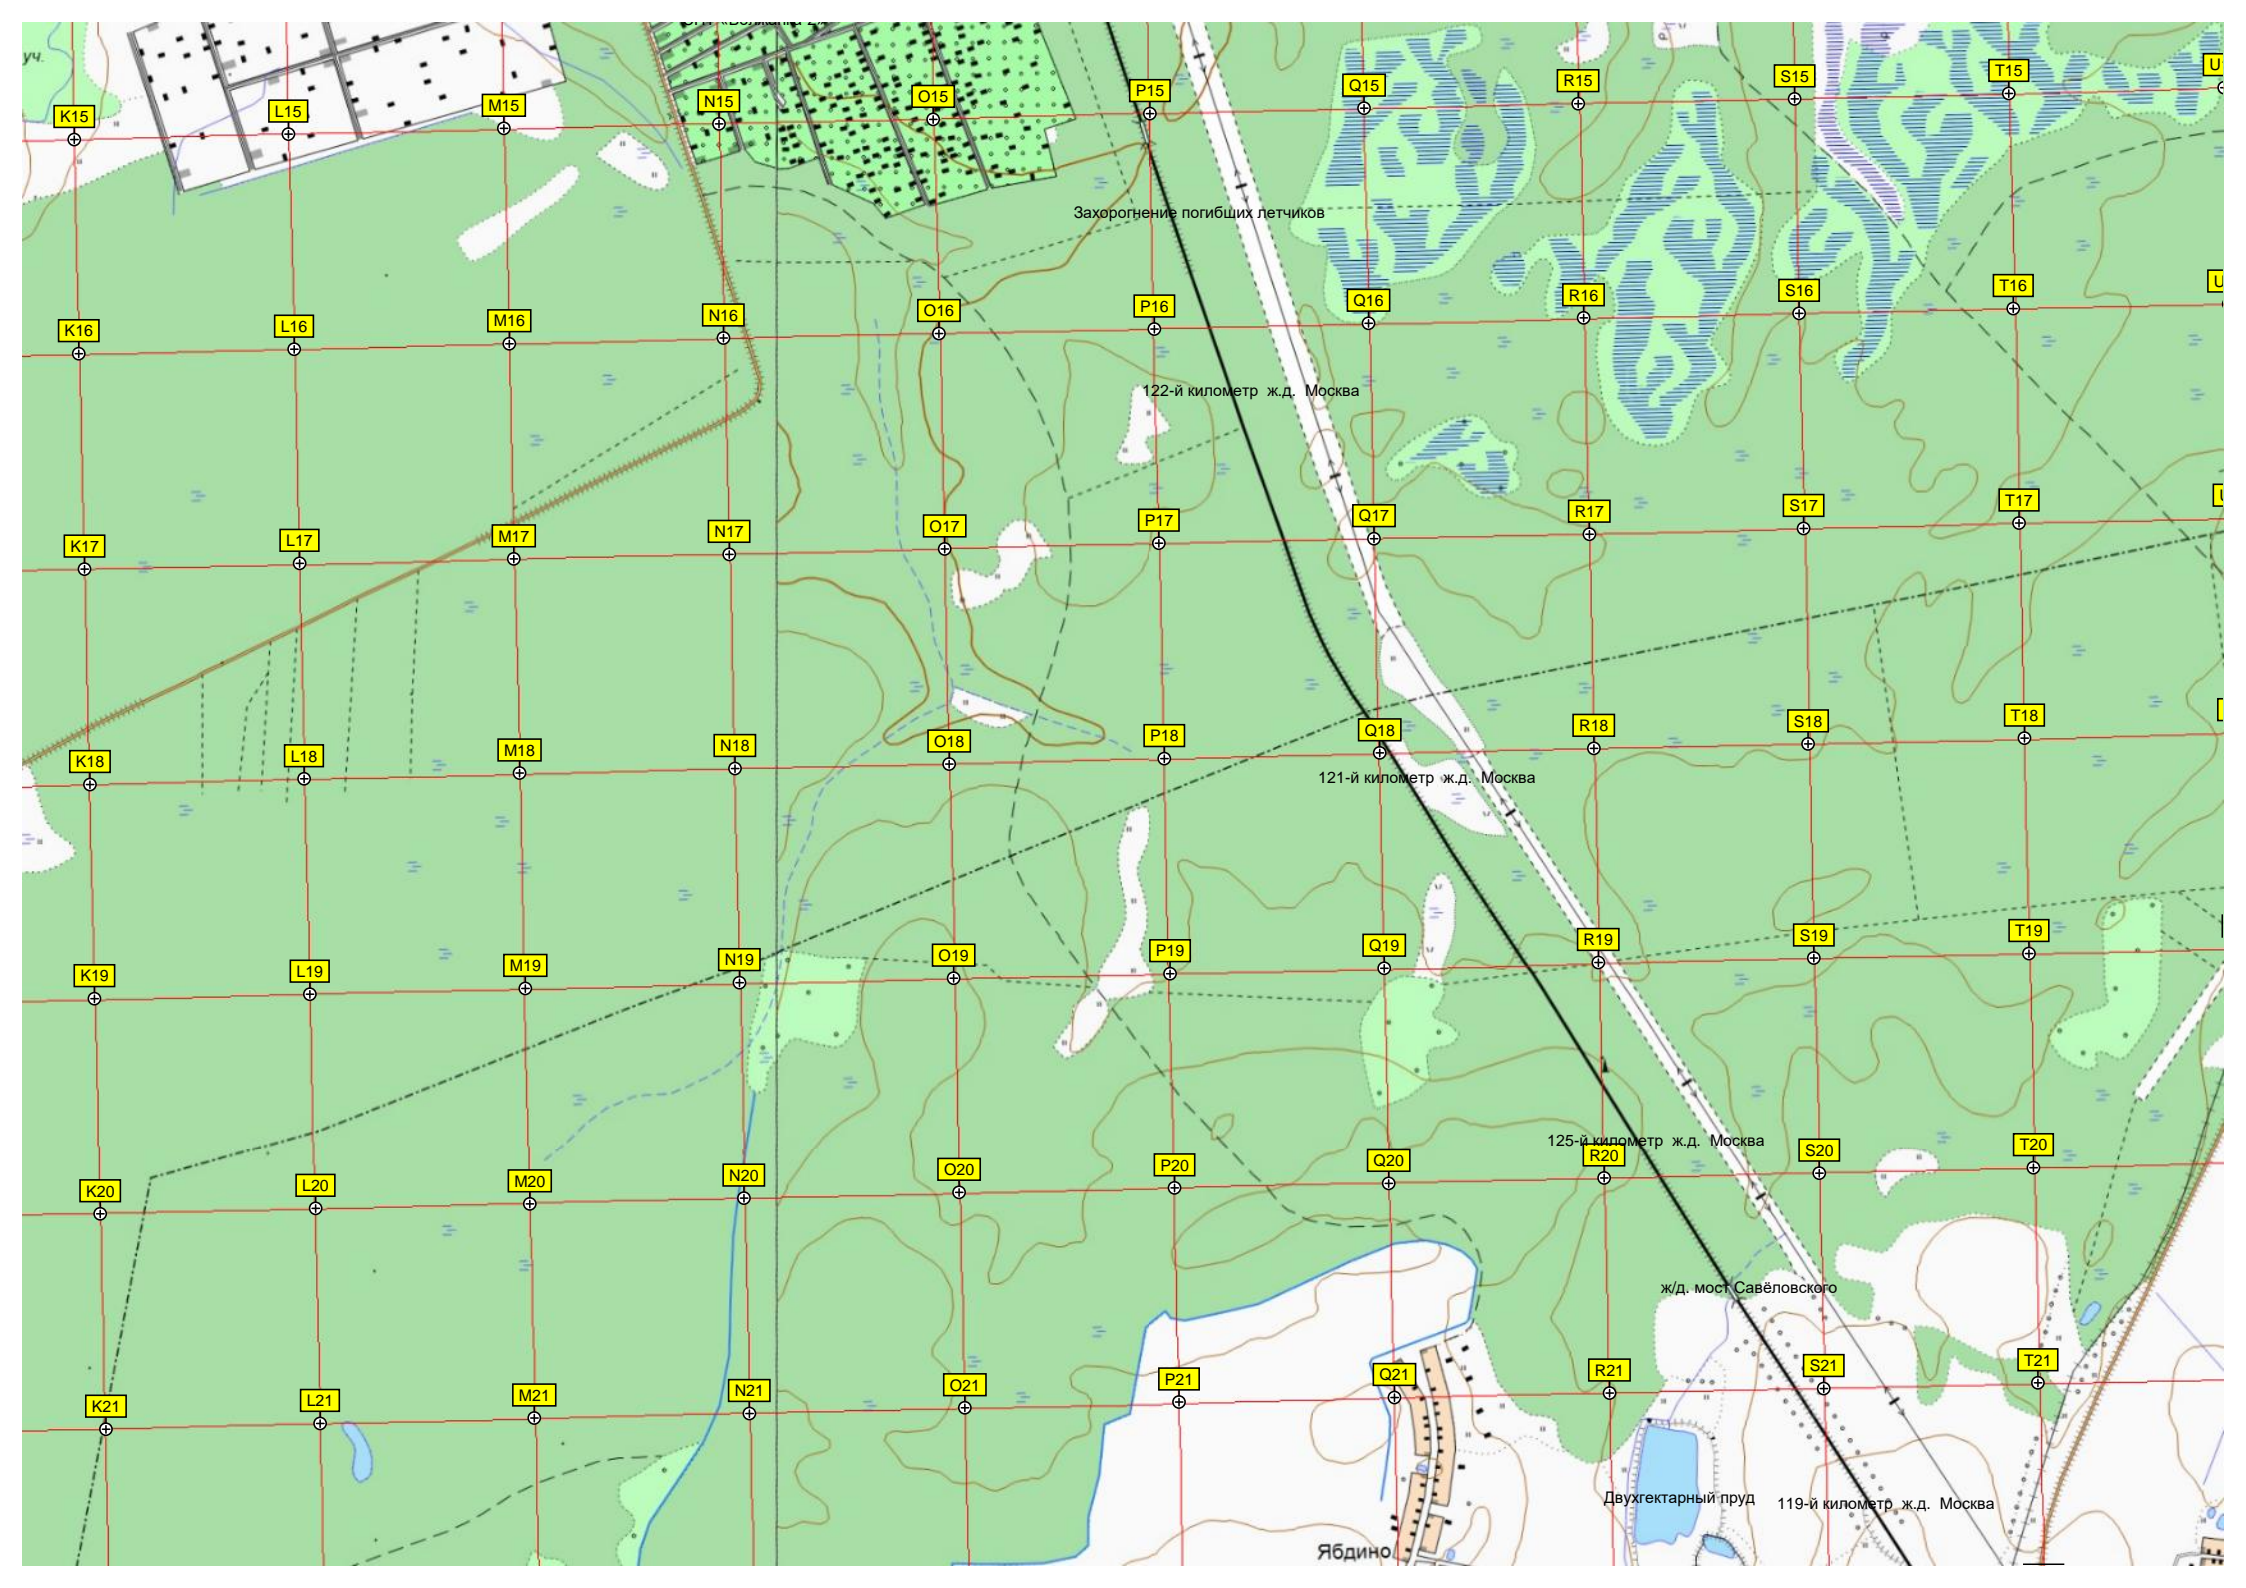 уч.
K15
L15
M15
N15
O15
P15
Q15
R15
S15
T15
Захорогнение погибших летчиков
K16
L16
M16
N16
O16
P16
Q16
R16
S16
T16
122-й километр ж.д. Москва
K17
L17
M17
N17
O17
P17
Q17
R17
S17
T17
K18
L18
M18
N18
O18
P18
Q18
R18
S18
T18
121-й километр ж.д. Москва
K19
L19
M19
N19
O19
P19
Q19
R19
S19
T19
125-й километр ж.д. Москва
K20
L20
M20
N20
O20
P20
Q20
R20
S20
T20
ж/д. мост Савёловского
K21
L21
M21
N21
O21
P21
Q21
R21
S21
T21
Двухгектарный пруд
119-й километр ж.д. Москва
Ябдино